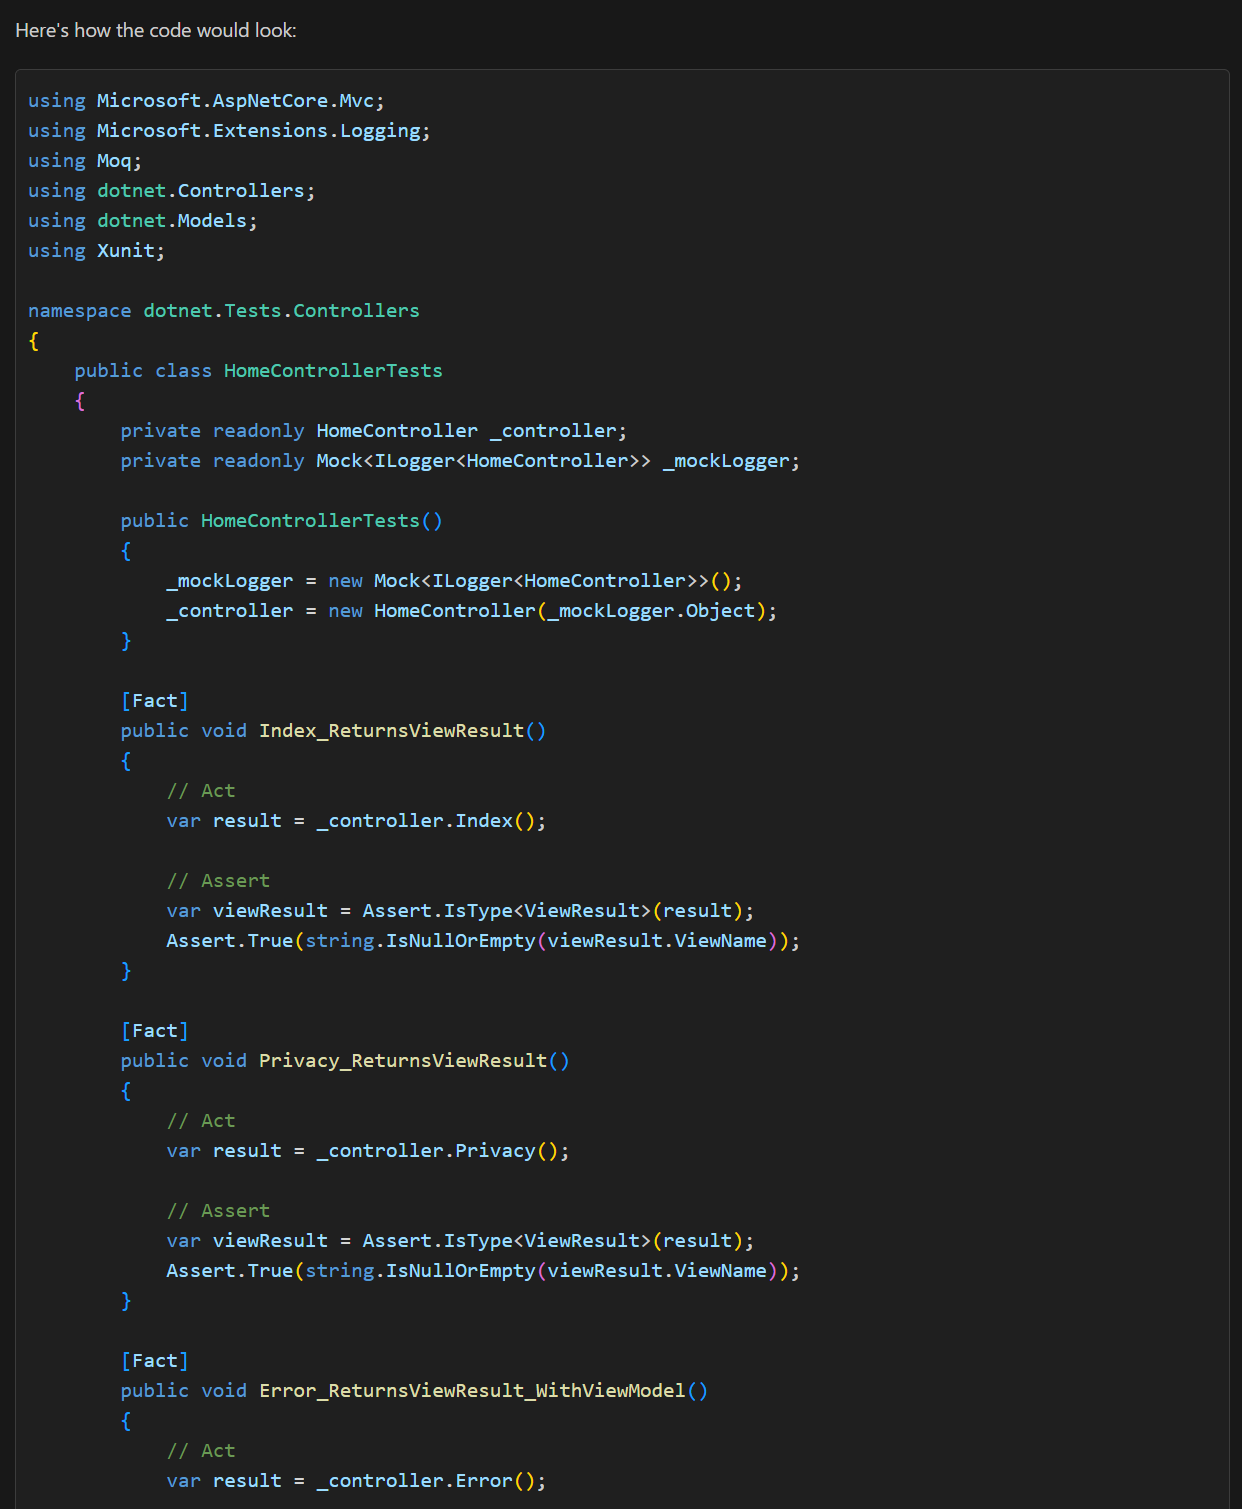 Here's how the code would look:
using Microsoft.AspNetCore.Mvc;
using Microsoft.Extensions.Logging;
using Moq;
using dotnet.Controllers;
using dotnet.Models;
using Xunit;

namespace dotnet.Tests.Controllers
{
    public class HomeControllerTests
    {
        private readonly HomeController _controller;
        private readonly Mock<ILogger<HomeController>> _mockLogger;

        public HomeControllerTests()
        {
            _mockLogger = new Mock<ILogger<HomeController>>();
            _controller = new HomeController(_mockLogger.Object);
        }

        [Fact]
        public void Index_ReturnsViewResult()
        {
            // Act
            var result = _controller.Index();

            // Assert
            var viewResult = Assert.IsType<ViewResult>(result);
            Assert.True(string.IsNullOrEmpty(viewResult.ViewName));
        }

        [Fact]
        public void Privacy_ReturnsViewResult()
        {
            // Act
            var result = _controller.Privacy();

            // Assert
            var viewResult = Assert.IsType<ViewResult>(result);
            Assert.True(string.IsNullOrEmpty(viewResult.ViewName));
        }

        [Fact]
        public void Error_ReturnsViewResult_WithViewModel()
        {
            // Act
            var result = _controller.Error();